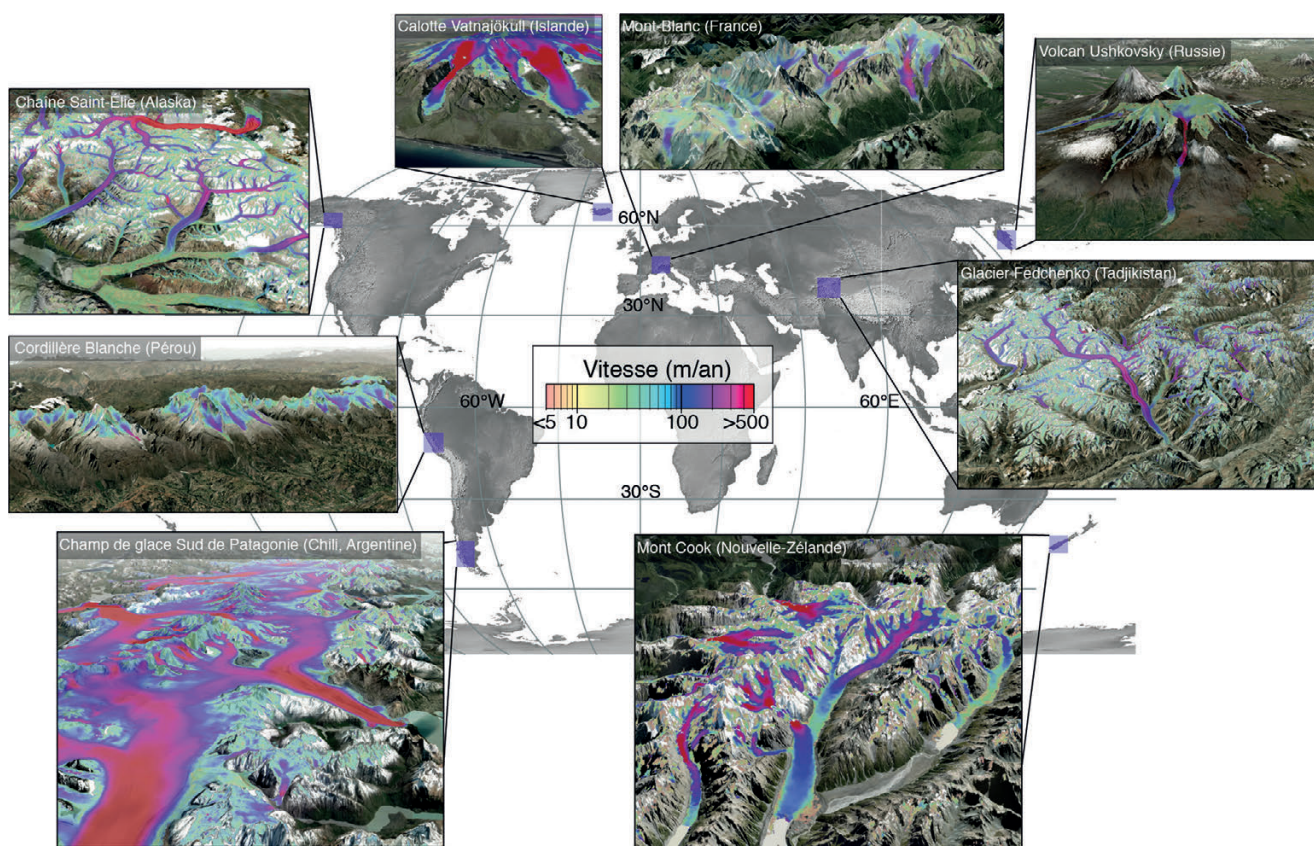 Calotte Vatnajökull (Islande)
Mont-Blanc (France)
Volcan Ushkovsky (Russie)
Chaine Saint-Elie (Alaska)
60°N
Glacier Fedchenko (Tadjikistan)
30°N
Cordillère Blanche (Pérou)
Vitesse (m/an)
60°W
60°E
<5 10 100 >500
30°S
Champ de glace Sud de Patagonie (Chili, Argentine)
Mont Cook (Nouvelle-Zélande)